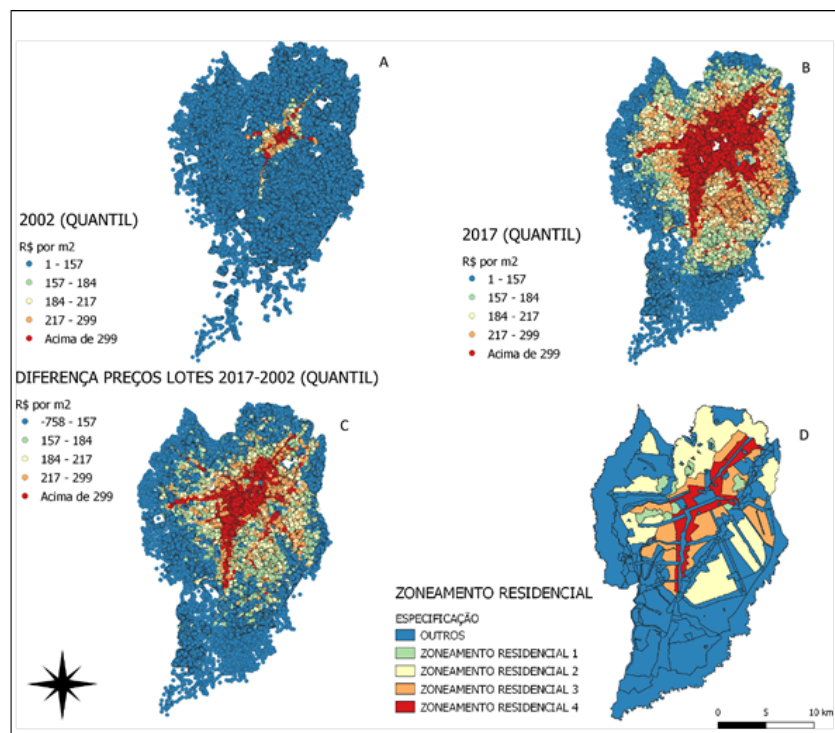 A
2002 (QUANTIL)
R$ por m2
1 - 157
157 - 184
184 - 217
217 - 299
Acima de 299
B
2017 (QUANTIL)
R$ por m2
1 - 157
157 - 184
184 - 217
217 - 299
Acima de 299
DIFERENÇA PREÇOS LOTES 2017-2002 (QUANTIL)
R$ por m2
-758 - 157
157 - 184
184 - 217
217 - 299
Acima de 299
C
D
ZONEAMENTO RESIDENCIAL
ESPECIFICAÇÃO
OUTROS
ZONEAMENTO RESIDENCIAL 1
ZONEAMENTO RESIDENCIAL 2
ZONEAMENTO RESIDENCIAL 3
ZONEAMENTO RESIDENCIAL 4
0 5 10 km